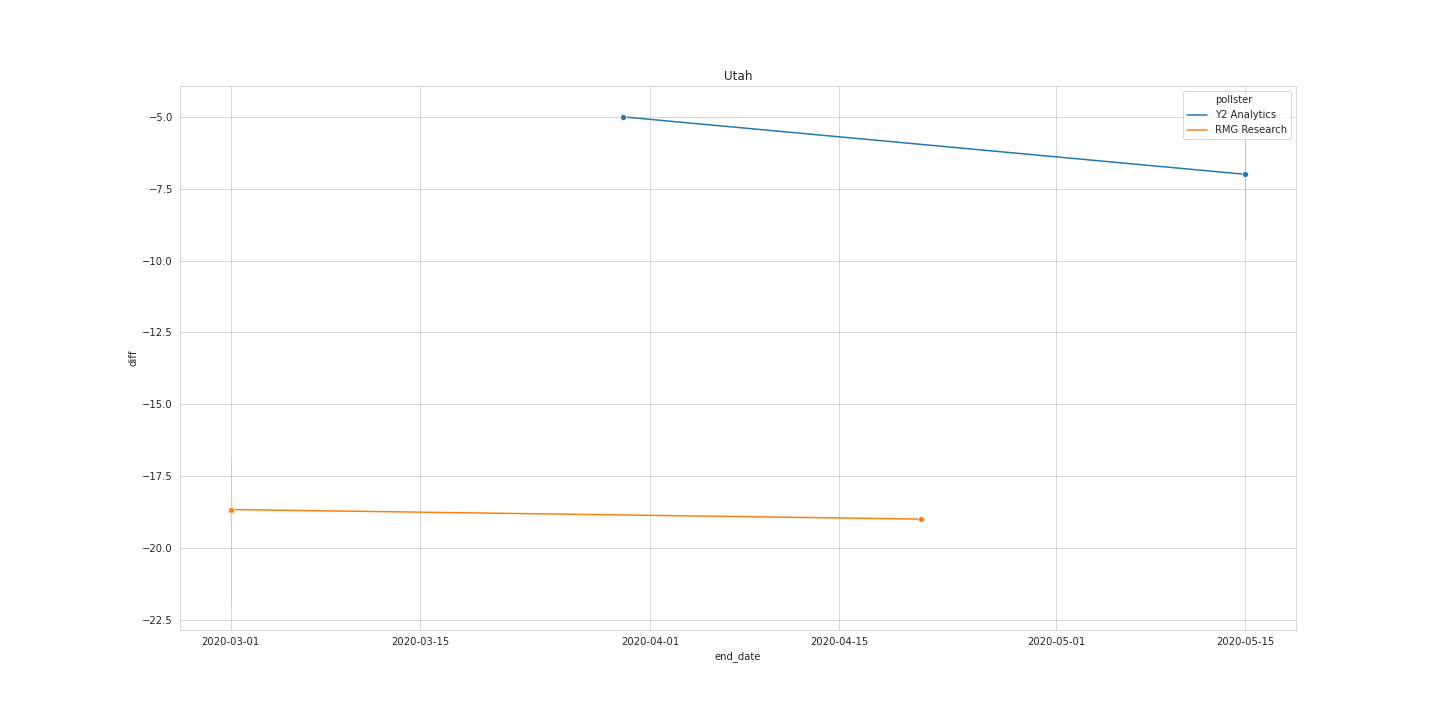 Utah
pollster
Y2 Analytics
RMG Research
diff
−5.0
−7.5
−10.0
−12.5
−15.0
−17.5
−20.0
−22.5
2020-03-01
2020-03-15
2020-04-01
2020-04-15
2020-05-01
2020-05-15
end_date